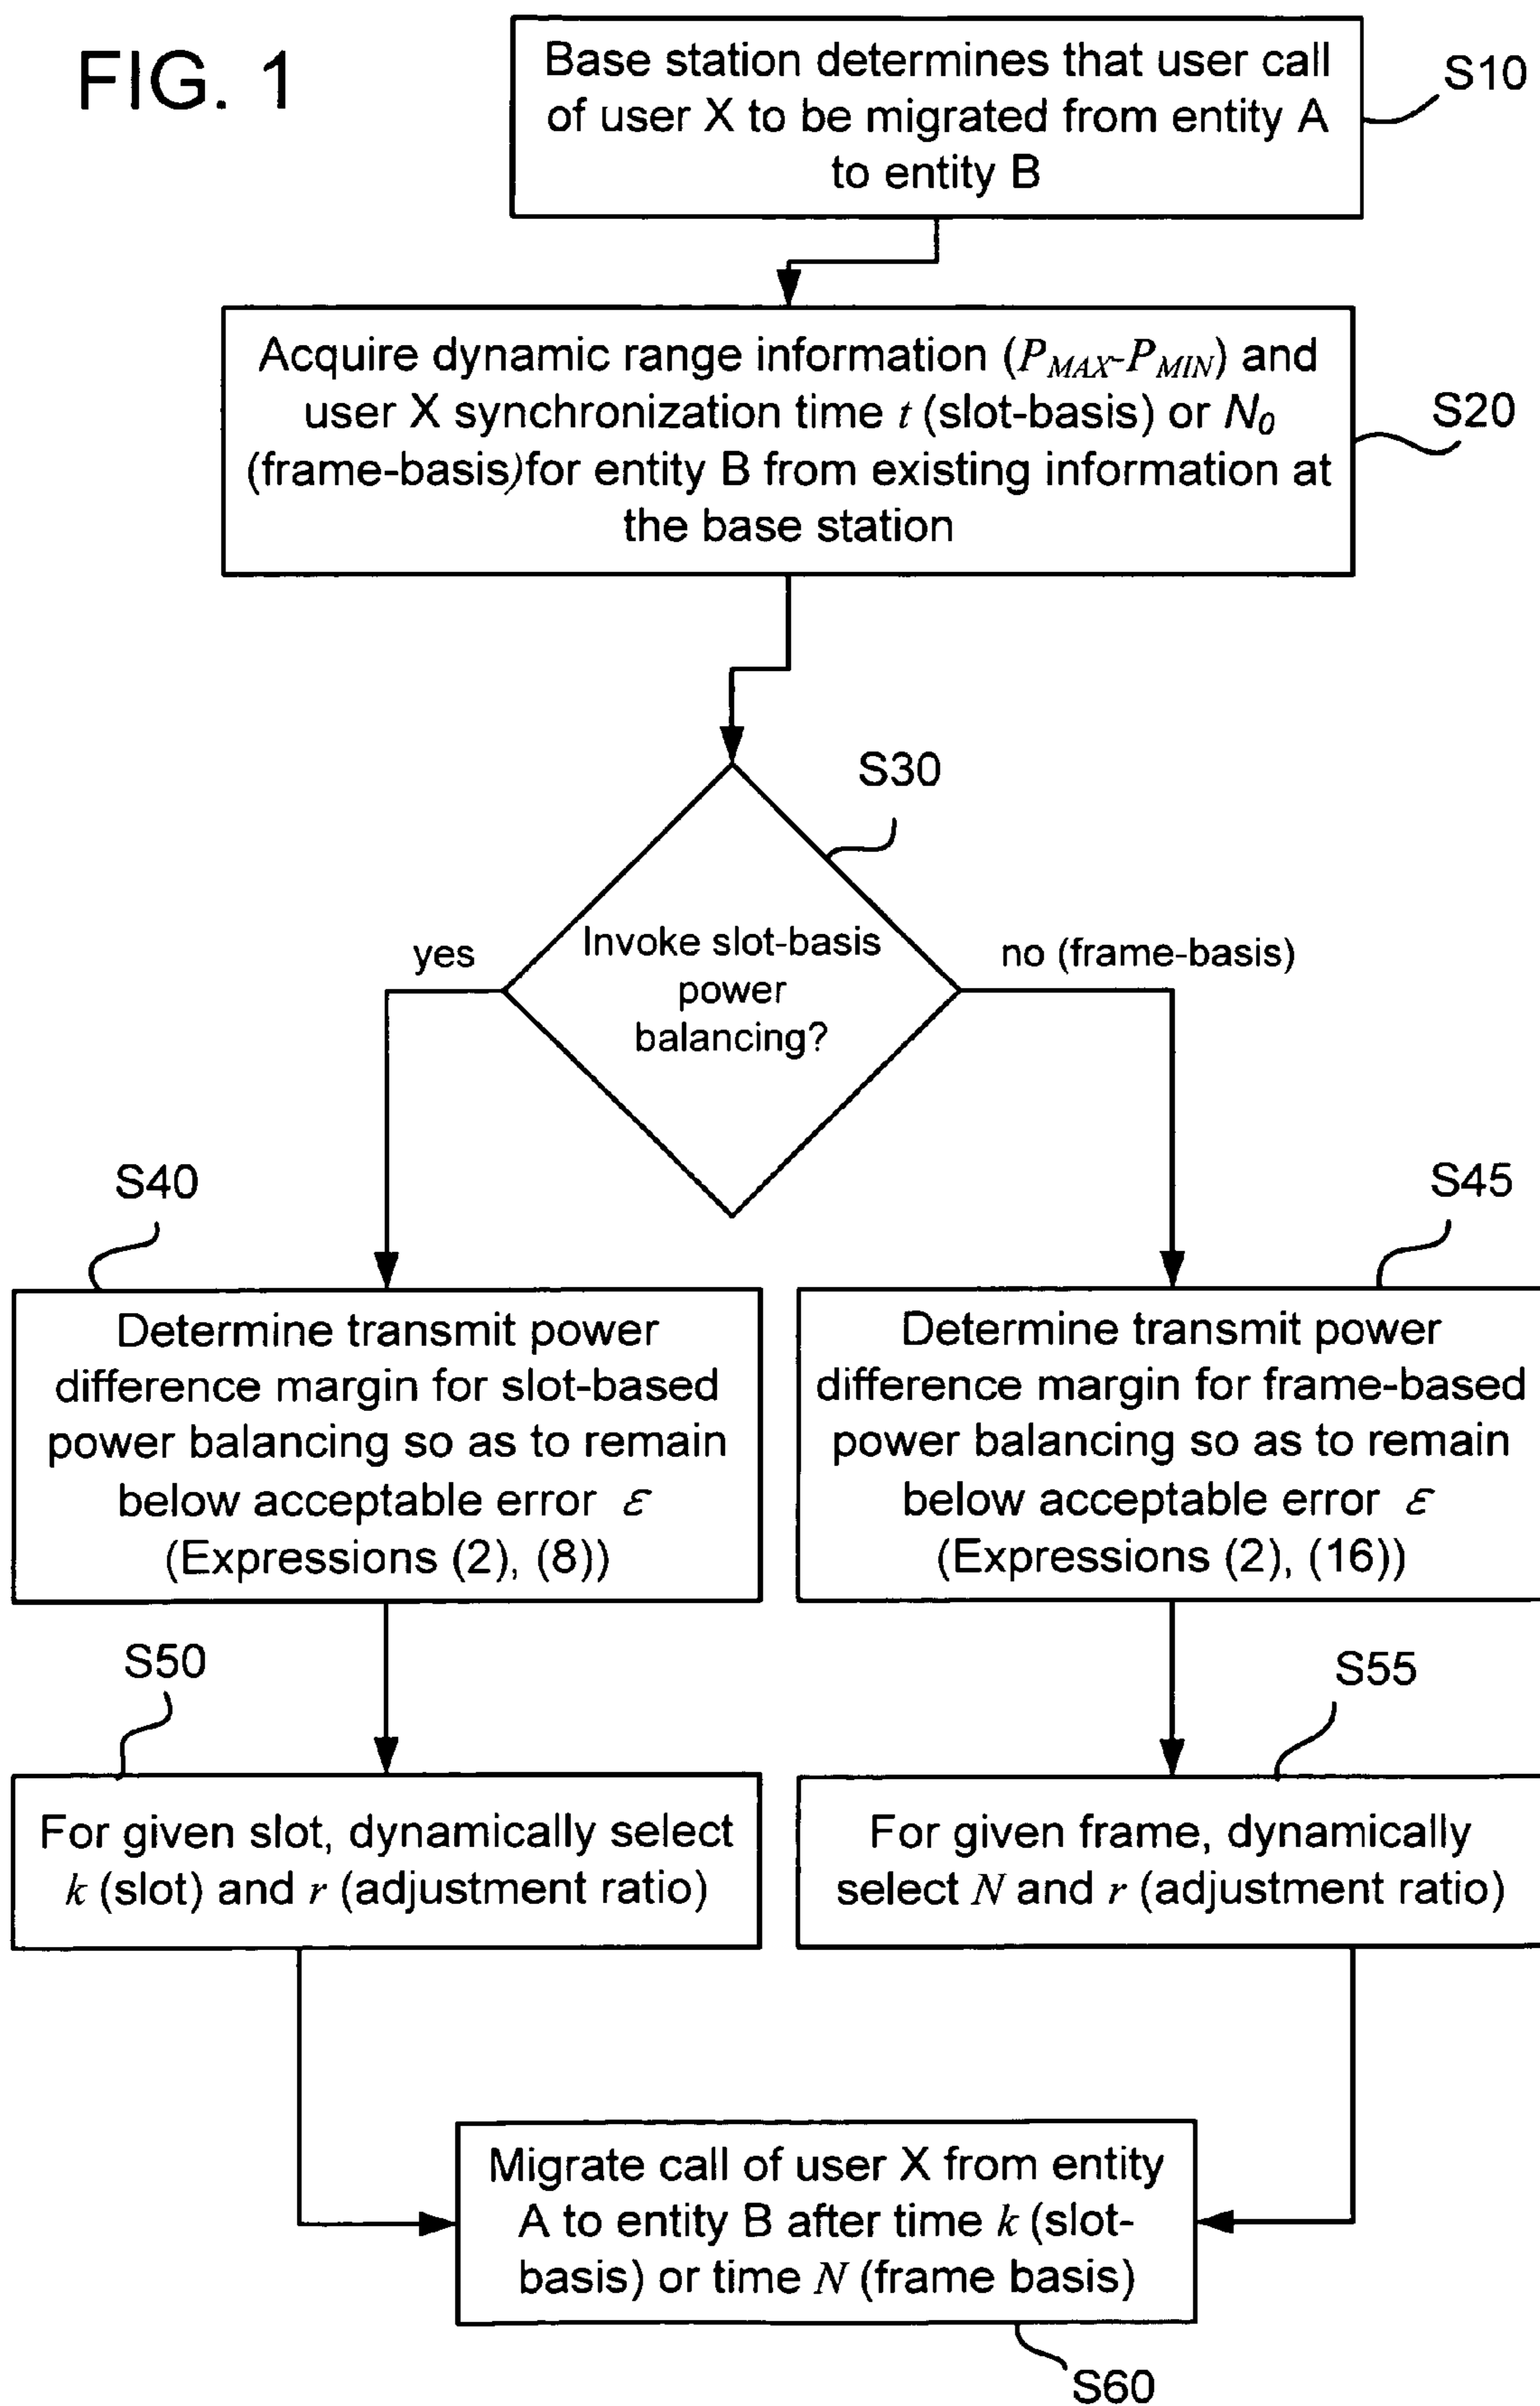 FIG. 1
Base station determines that user call
of user X to be migrated from entity A
to entity B
S10
Acquire dynamic range information (P_MAX-P_MIN) and
user X synchronization time t (slot-basis) or N_0
(frame-basis)for entity B from existing information at
the base station
S20
S30
Invoke slot-basis
power
balancing?
yes
no (frame-basis)
S40
Determine transmit power
difference margin for slot-based
power balancing so as to remain
below acceptable error ε
(Expressions (2), (8))
S45
Determine transmit power
difference margin for frame-based
power balancing so as to remain
below acceptable error ε
(Expressions (2), (16))
S50
For given slot, dynamically select
k (slot) and r (adjustment ratio)
S55
For given frame, dynamically
select N and r (adjustment ratio)
Migrate call of user X from entity
A to entity B after time k (slot-
basis) or time N (frame basis)
S60